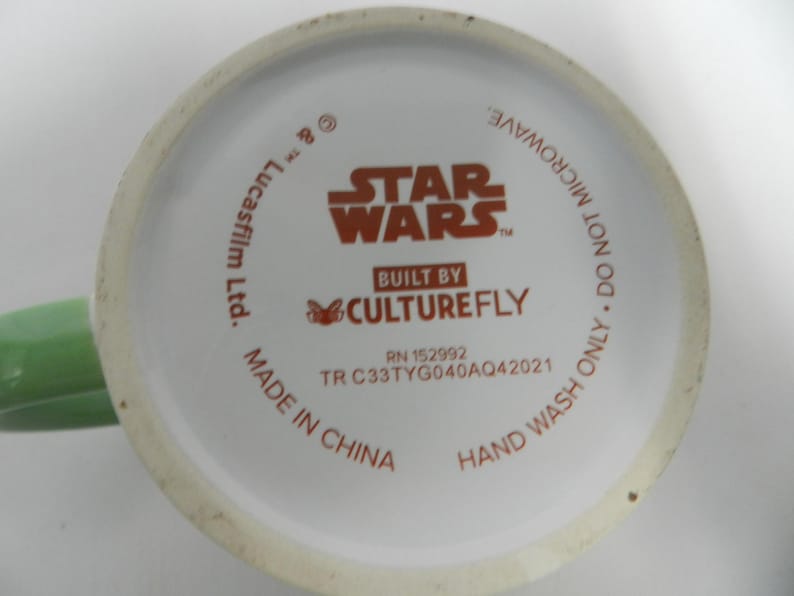 STAR
WARS™
BUILT BY
CULTUREFLY
RN 152992
TR C33TYG040AQ42021
© & ™ Lucasfilm Ltd.
MADE IN CHINA
HAND WASH ONLY • DO NOT MICROWAVE.